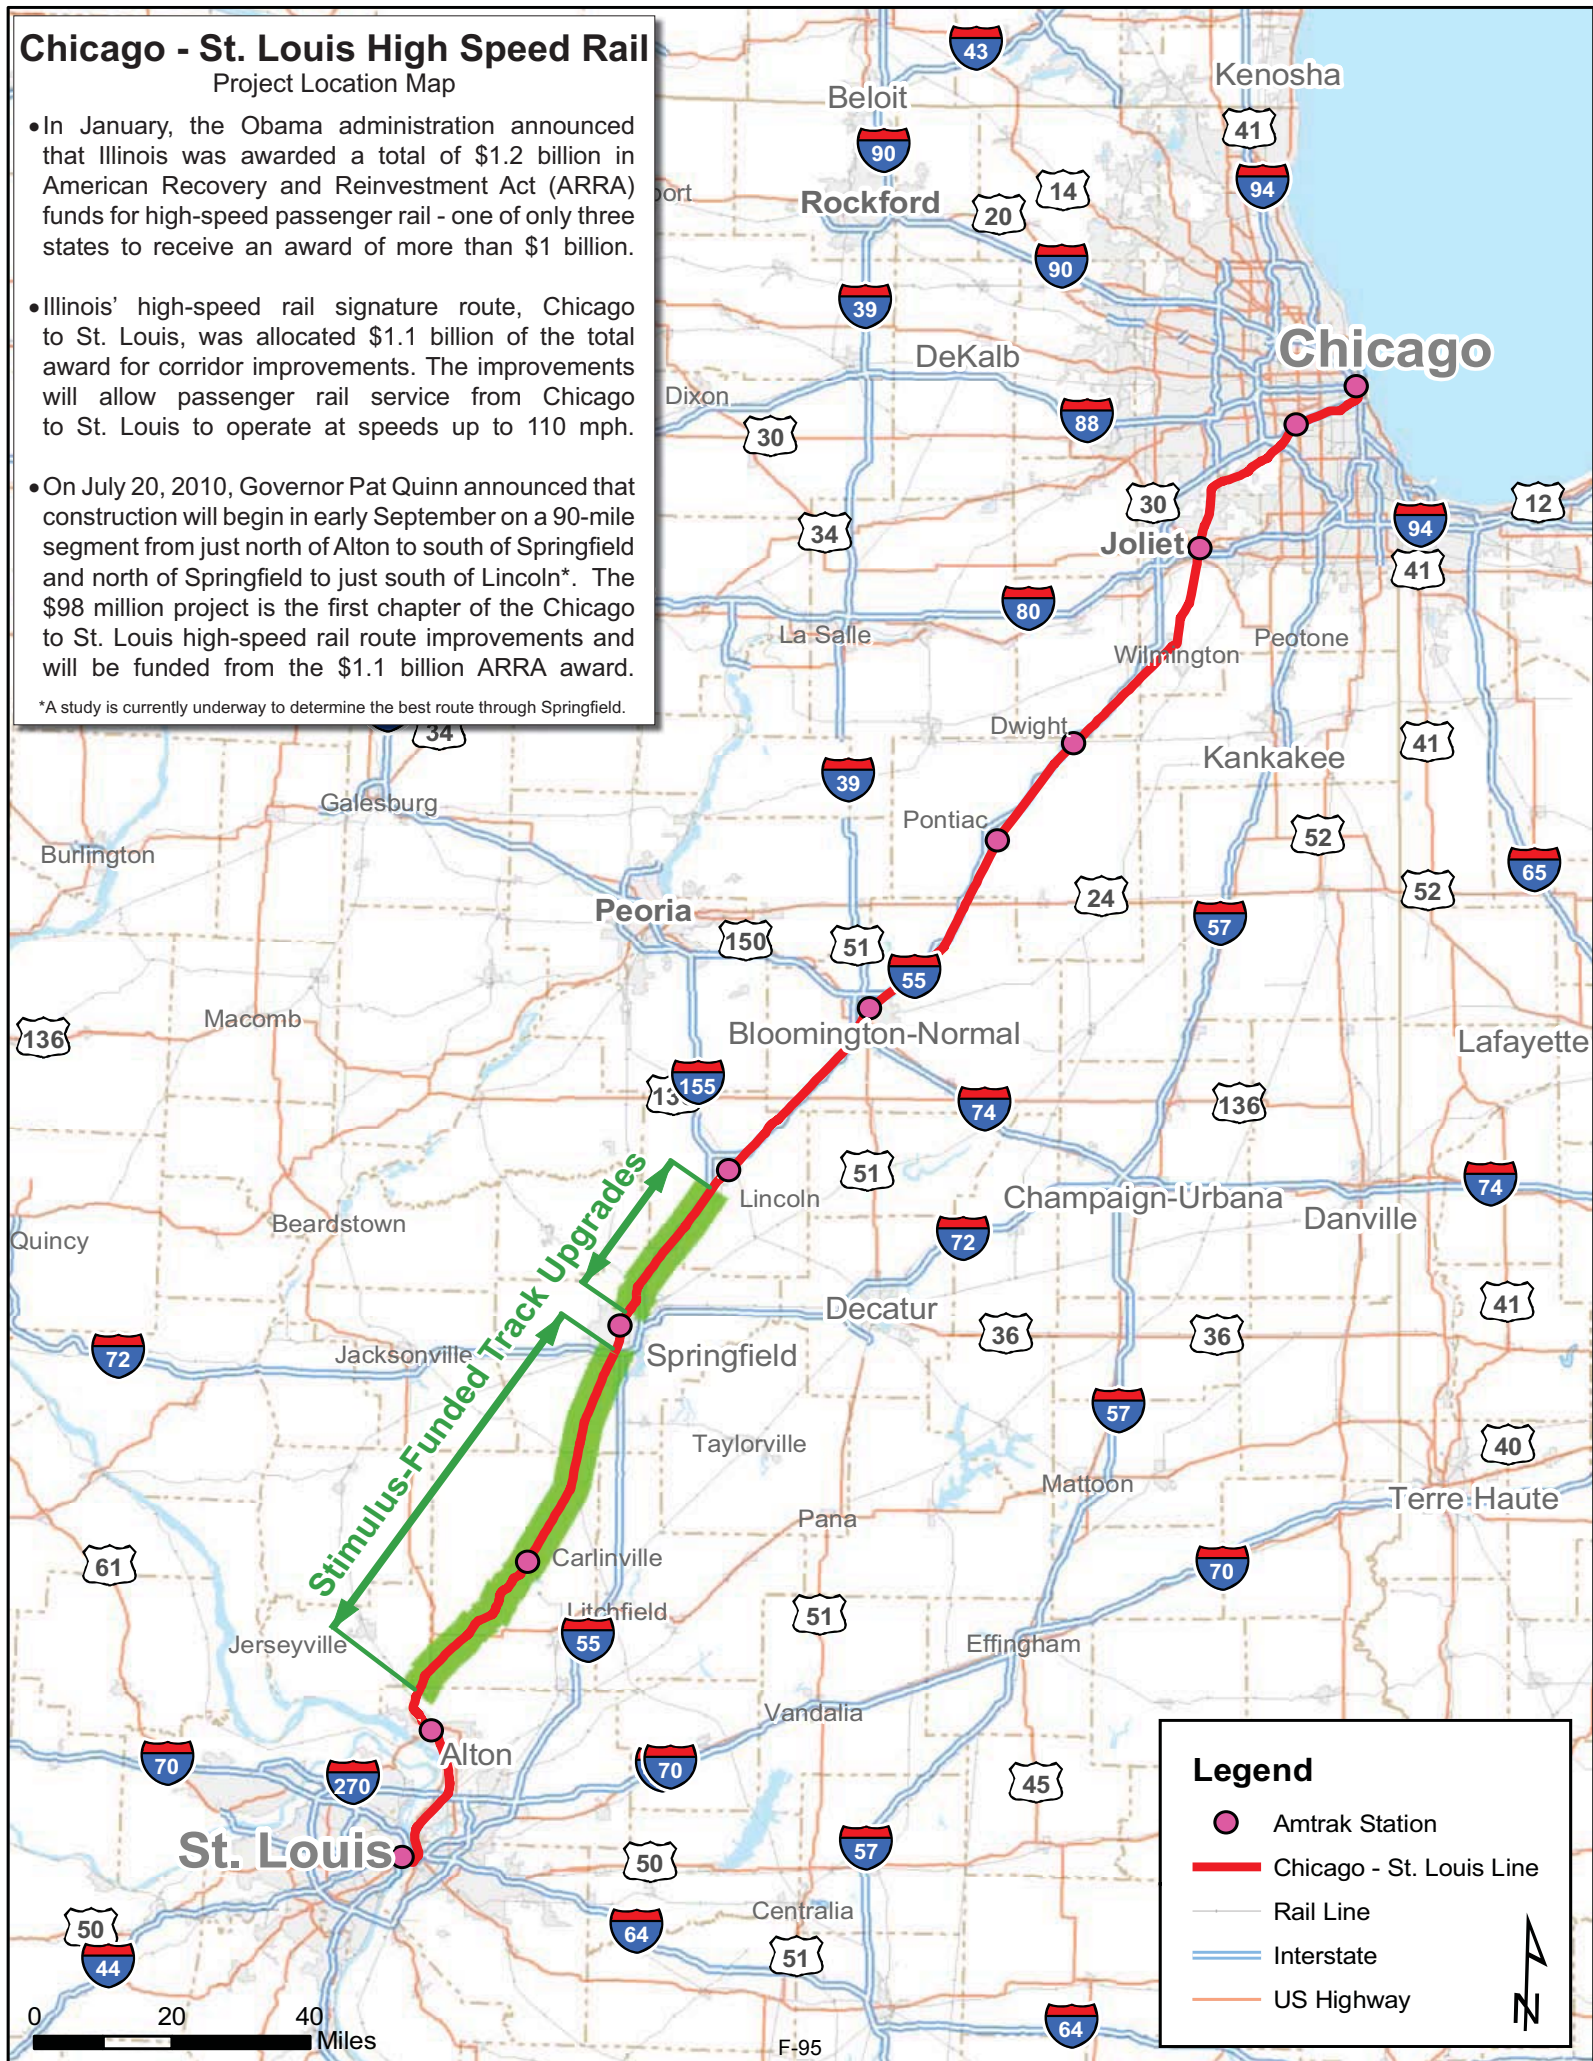 Chicago - St. Louis High Speed Rail
Project Location Map
• In January, the Obama administration announced
that Illinois was awarded a total of $1.2 billion in
American Recovery and Reinvestment Act (ARRA)
funds for high-speed passenger rail - one of only three
states to receive an award of more than $1 billion.
• Illinois’ high-speed rail signature route, Chicago
to St. Louis, was allocated $1.1 billion of the total
award for corridor improvements. The improvements
will allow passenger rail service from Chicago
to St. Louis to operate at speeds up to 110 mph.
• On July 20, 2010, Governor Pat Quinn announced that
construction will begin in early September on a 90-mile
segment from just north of Alton to south of Springfield
and north of Springfield to just south of Lincoln*. The
$98 million project is the first chapter of the Chicago
to St. Louis high-speed rail route improvements and
will be funded from the $1.1 billion ARRA award.
*A study is currently underway to determine the best route through Springfield.
43
Kenosha
Beloit
41
90
94
14
Rockford
20
90
39
Chicago
DeKalb
Dixon
88
30
30
12
94
34
Joliet
41
80
La Salle
Peotone
Wilmington
Dwight
34
41
Kankakee
39
Galesburg
Pontiac
52
Burlington
65
52
24
Peoria
57
150
51
55
Macomb
Bloomington-Normal
136
Lafayette
155
13
136
74
51
Lincoln
74
Champaign-Urbana
Danville
Beardstown
Quincy
72
Stimulus-Funded Track Upgrades
41
Decatur
36
36
72
Jacksonville
Springfield
57
Taylorville
40
Mattoon
Terre Haute
Pana
61
Carlinville
70
51
Litchfield
55
Jerseyville
Effingham
Vandalia
Alton
70
70
270
45
57
St. Louis
50
Centralia
50
64
51
44
64
Legend
Amtrak Station
Chicago - St. Louis Line
Rail Line
Interstate
US Highway
N
0 20 40
Miles
F-95